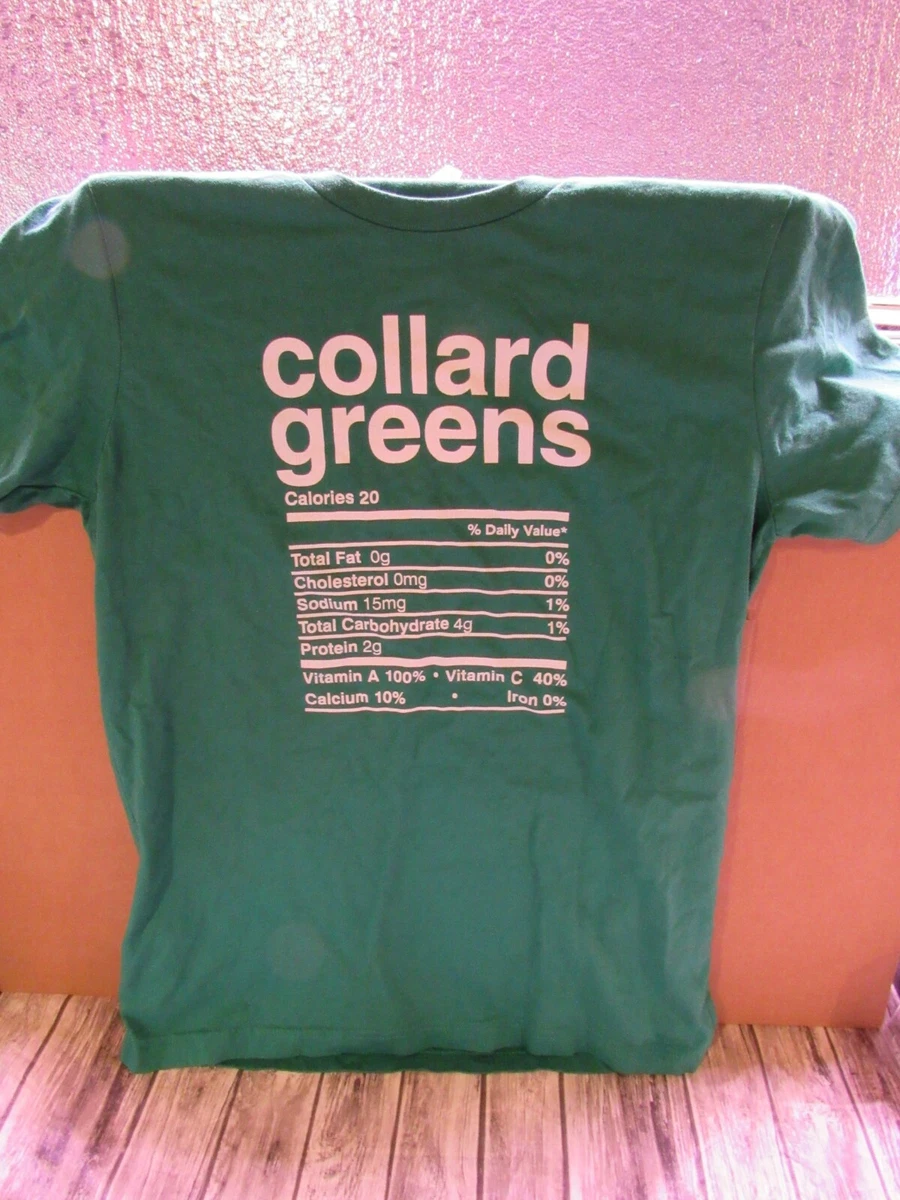 collard
greens
Calories 20
% Daily Value*
Total Fat 0g 0%
Cholesterol 0mg 0%
Sodium 15mg 1%
Total Carbohydrate 4g 1%
Protein 2g
Vitamin A 100% • Vitamin C 40%
Calcium 10% • Iron 0%